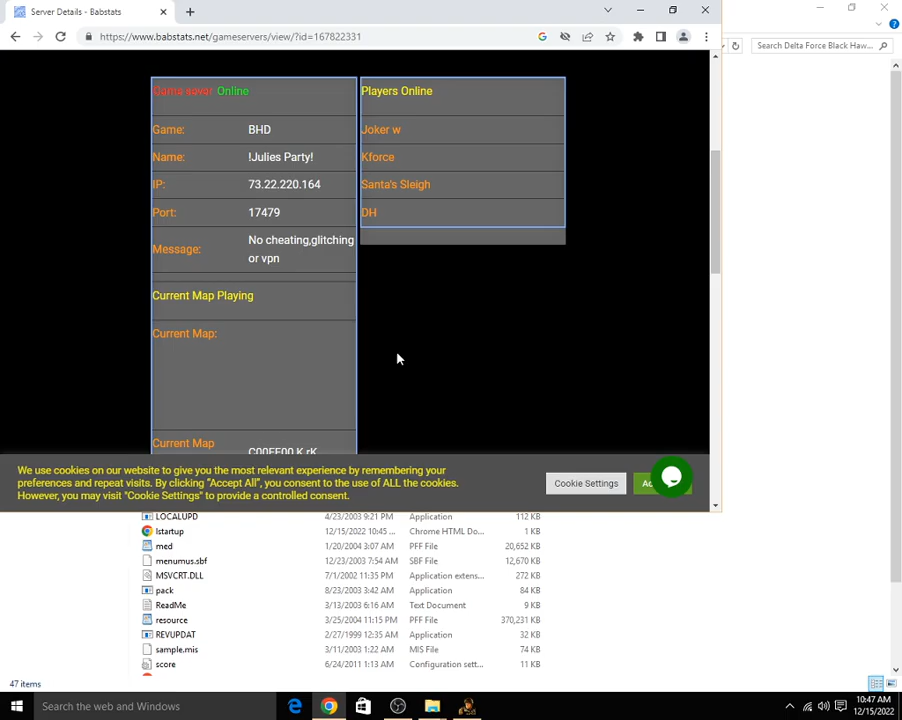 Server Details - Babstats
https://www.babstats.net/gameservers/view/?id=167822331
Search Delta Force Black Haw...
Game sever Online
Game: BHD
Name: !Julies Party!
IP: 73.22.220.164
Port: 17479
Message: No cheating,glitching
or vpn
Current Map Playing
Current Map:
Current Map
Players Online
Joker w
Kforce
Santa's Sleigh
DH
We use cookies on our website to give you the most relevant experience by remembering your
preferences and repeat visits. By clicking "Accept All", you consent to the use of ALL the cookies.
However, you may visit "Cookie Settings" to provide a controlled consent.
Cookie Settings
LOCALUPD 4/23/2003 9:21 PM Application 112 KB
lstartup 12/15/2022 10:45 ... Chrome HTML Do... 1 KB
med 1/20/2004 3:07 AM PFF File 20,652 KB
menumus.sbf 12/23/2003 7:54 AM SBF File 12,670 KB
MSVCRT.DLL 7/1/2002 11:35 PM Application extens... 272 KB
pack 8/23/2003 3:42 AM Application 84 KB
ReadMe 3/13/2003 6:16 AM Text Document 9 KB
resource 3/25/2004 11:15 PM PFF File 370,231 KB
REVUPDAT 2/27/1999 12:35 AM Application 32 KB
sample.mis 3/11/2003 1:22 AM MIS File 74 KB
score 6/24/2011 1:13 AM Configuration sett... 11 KB
47 items
Search the web and Windows
10:47 AM
12/15/2022